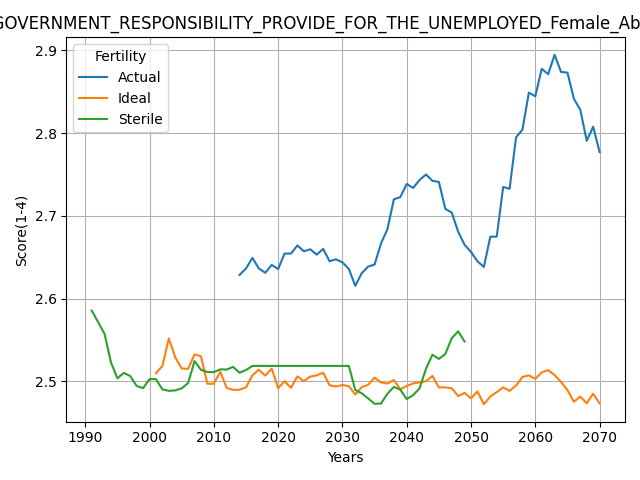 GOVERNMENT_RESPONSIBILITY_PROVIDE_FOR_THE_UNEMPLOYED_Female_Ab
Fertility
Actual
Ideal
Sterile
Score(1-4)
2.9
2.8
2.7
2.6
2.5
1990 2000 2010 2020 2030 2040 2050 2060 2070
Years